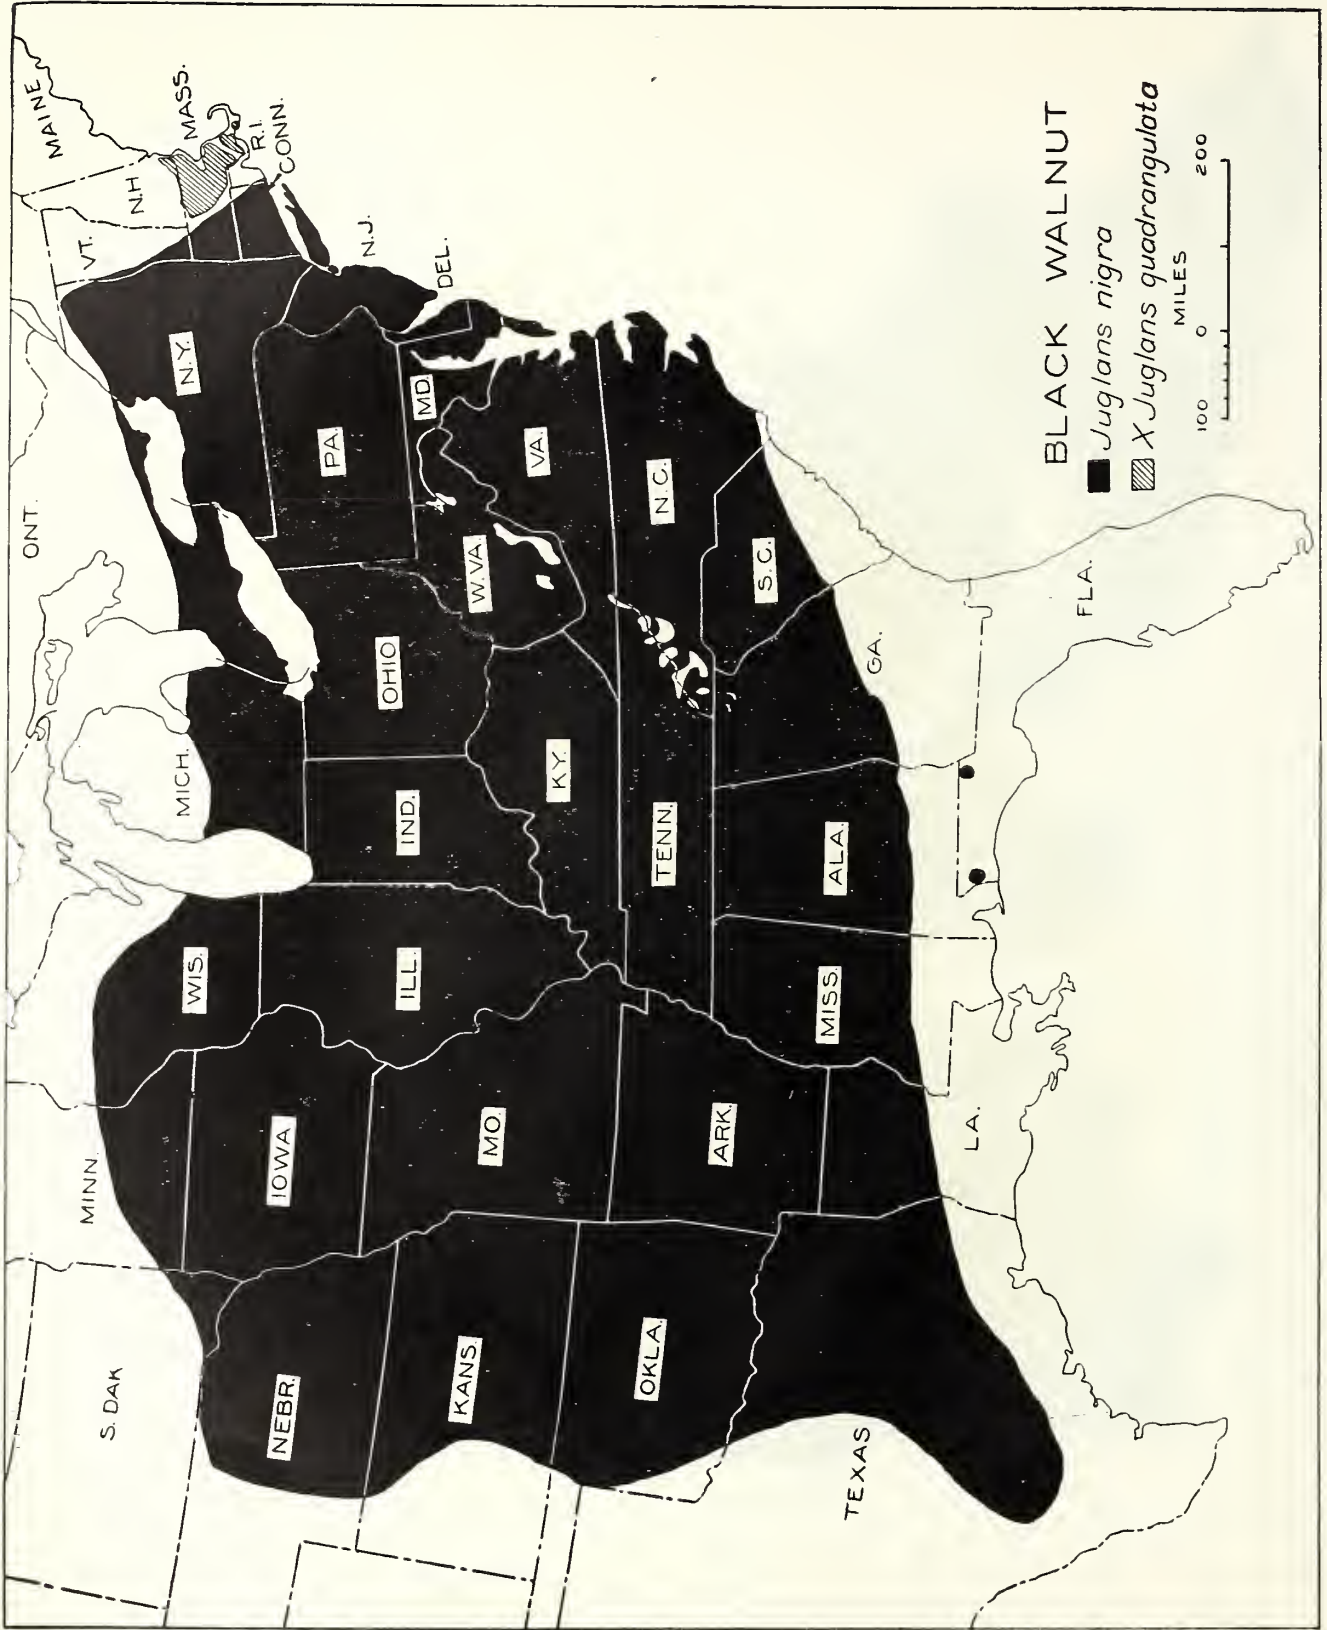 MAINE
MASS.
N.H
VT.
R.I.
CONN.
ONT.
N.Y.
N.J.
MICH.
PA.
DEL.
MD.
WIS.
MINN.
OHIO
W.VA.
VA.
IND.
ILL.
IOWA
S.DAK
NEBR.
KY.
N.C.
MO.
KANS.
TENN.
S.C.
ARK.
OKLA.
ALA.
MISS.
GA.
TEXAS
LA.
FLA.
BLACK WALNUT
Juglans nigra
X Juglans quadrangulata
MILES
100 0 200